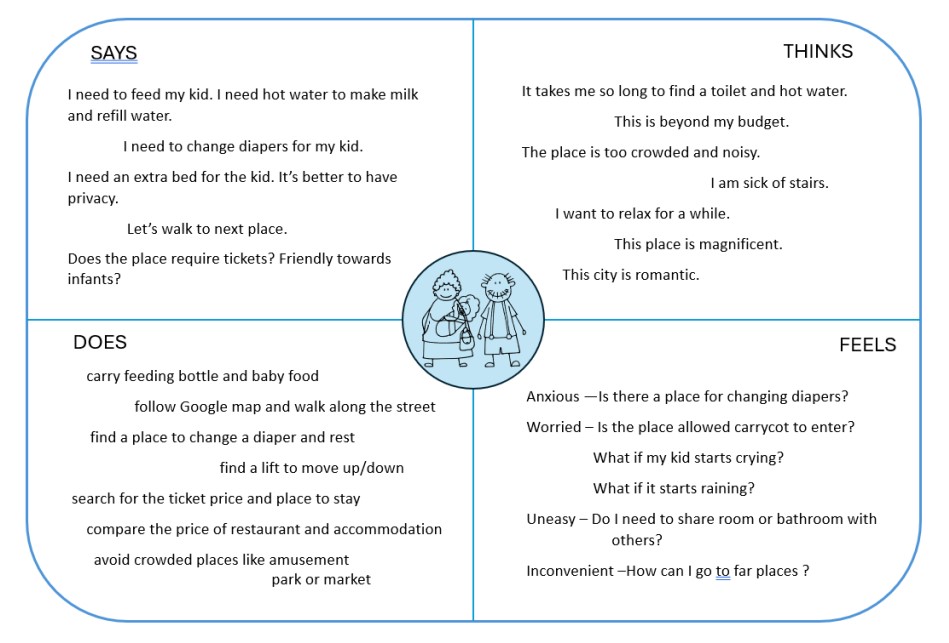 SAYS
I need to feed my kid. I need hot water to make milk
and refill water.
I need to change diapers for my kid.
I need an extra bed for the kid. It’s better to have
privacy.
Let’s walk to next place.
Does the place require tickets? Friendly towards
infants?
THINKS
It takes me so long to find a toilet and hot water.
This is beyond my budget.
The place is too crowded and noisy.
I am sick of stairs.
I want to relax for a while.
This place is magnificent.
This city is romantic.
DOES
carry feeding bottle and baby food
follow Google map and walk along the street
find a place to change a diaper and rest
find a lift to move up/down
search for the ticket price and place to stay
compare the price of restaurant and accommodation
avoid crowded places like amusement
park or market
FEELS
Anxious —Is there a place for changing diapers?
Worried – Is the place allowed carrycot to enter?
What if my kid starts crying?
What if it starts raining?
Uneasy – Do I need to share room or bathroom with
others?
Inconvenient –How can I go to far places ?